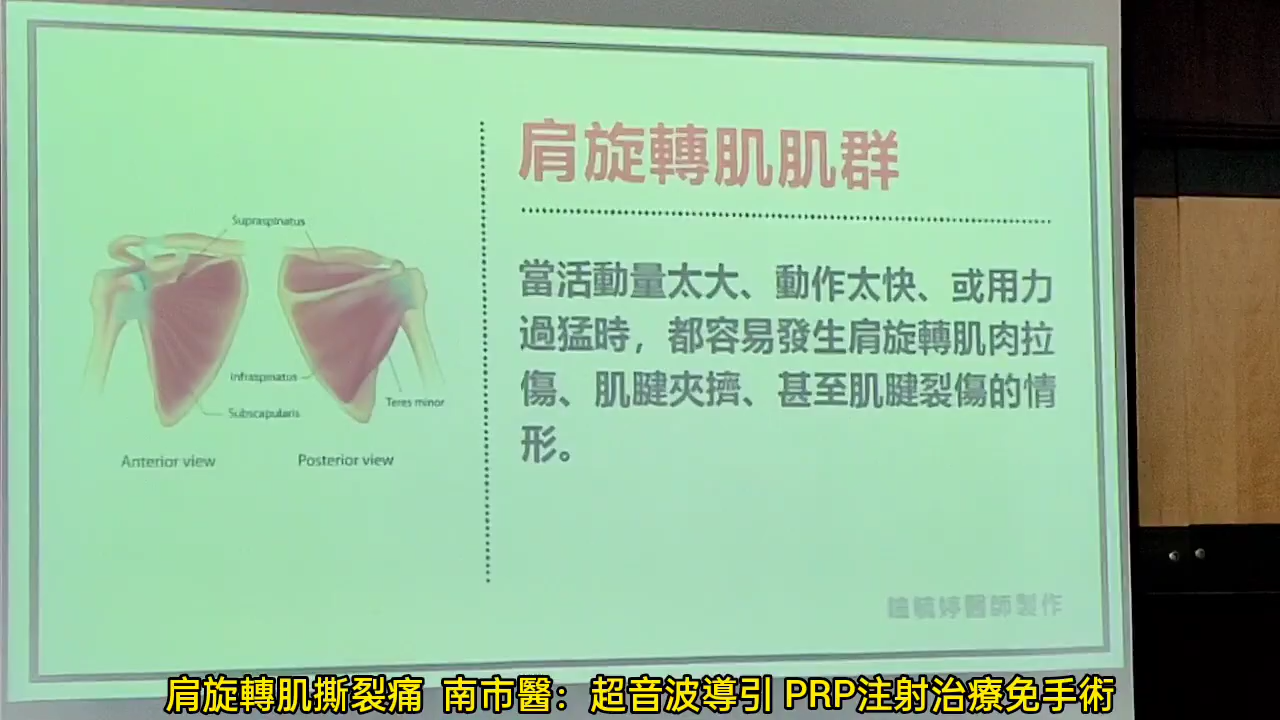 肩旋轉肌肌群
當活動量太大、動作太快、或用力
過猛時，都容易發生肩旋轉肌肉拉
傷、肌腱夾擠、甚至肌腱裂傷的情
形。
Supraspinatus
Infraspinatus
Subscapularis
Teres minor
Anterior view
Posterior view
毓婷醫師製作
肩旋轉肌撕裂痛 南市醫：超音波導引 PRP注射治療免手術